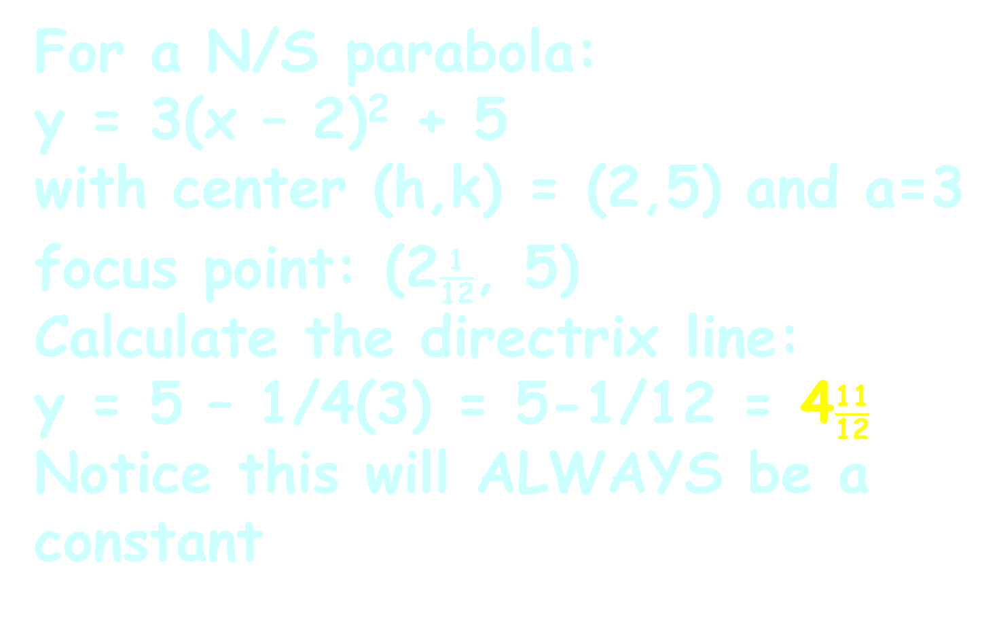 For a N/S parabola:
y = 3(x – 2)² + 5
with center (h,k) = (2,5) and a=3
focus point: (2 1/12, 5)
Calculate the directrix line:
y = 5 – 1/4(3) = 5-1/12 = 4 11/12
Notice this will ALWAYS be a
constant